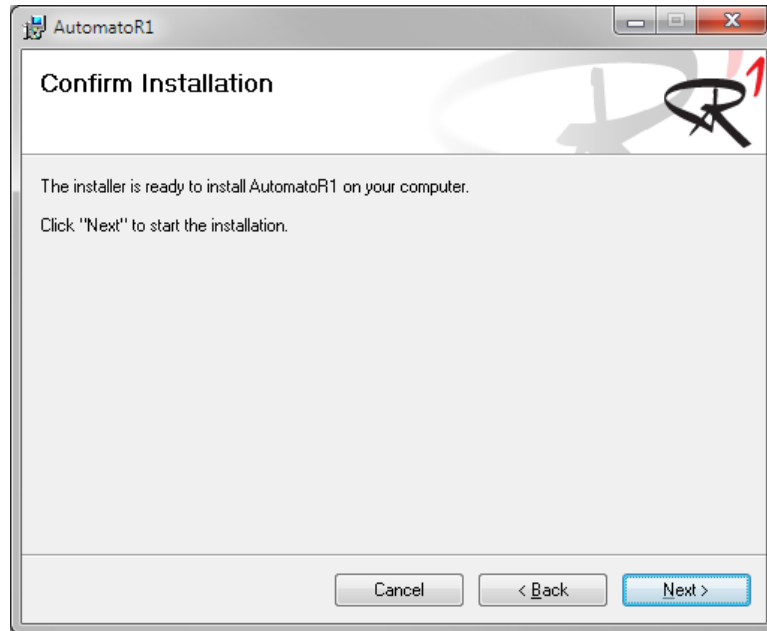 AutomatoR1
Confirm Installation
R1
The installer is ready to install AutomatoR1 on your computer.
Click "Next" to start the installation.
Cancel
< Back
Next >